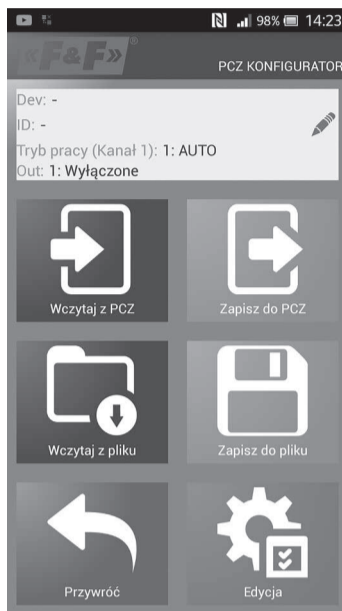 98% 14:23
«F&F»®
PCZ KONFIGURATOR
Dev: -
ID: -
Tryb pracy (Kanał 1): 1: AUTO
Out: 1: Wyłączone
Wczytaj z PCZ
Zapisz do PCZ
Wczytaj z pliku
Zapisz do pliku
Przywróć
Edycja